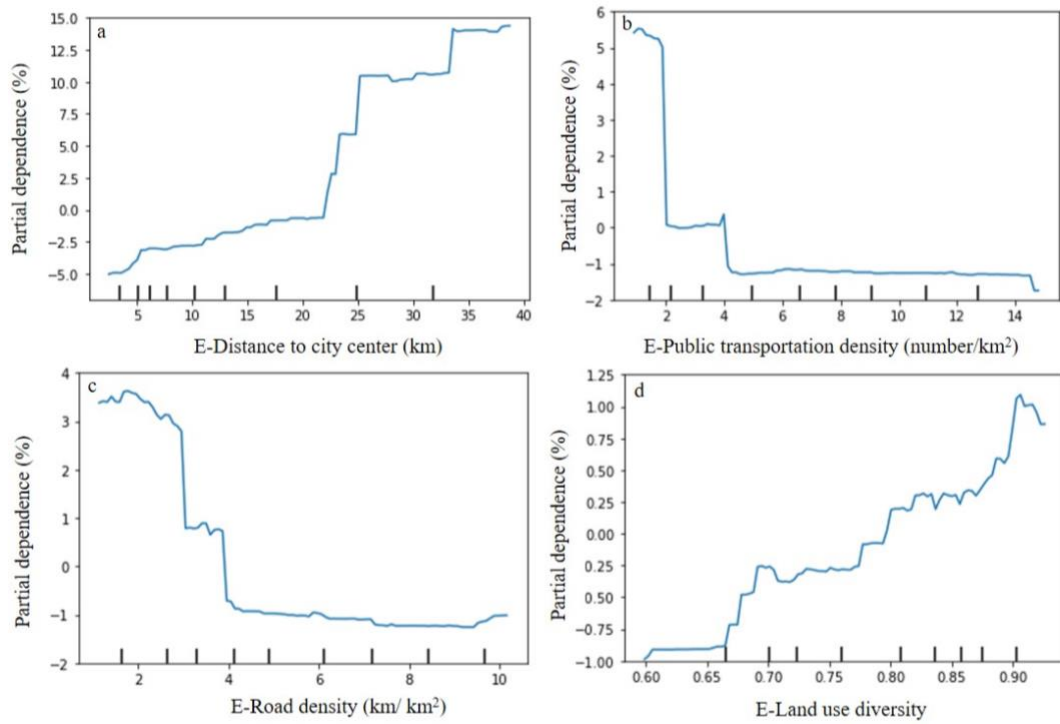 a
15.0
12.5
10.0
7.5
5.0
2.5
0.0
−2.5
−5.0
5 10 15 20 25 30 35 40
Partial dependence (%)
E-Distance to city center (km)
b
6
5
4
3
2
1
0
−1
−2
2 4 6 8 10 12 14
Partial dependence (%)
E-Public transportation density (number/km²)
c
4
3
2
1
0
−1
−2
2 4 6 8 10
Partial dependence (%)
E-Road density (km/ km²)
d
1.25
1.00
0.75
0.50
0.25
0.00
0.25
0.50
−0.75
−1.00
0.60 0.65 0.70 0.75 0.80 0.85 0.90
Partial dependence (%)
E-Land use diversity